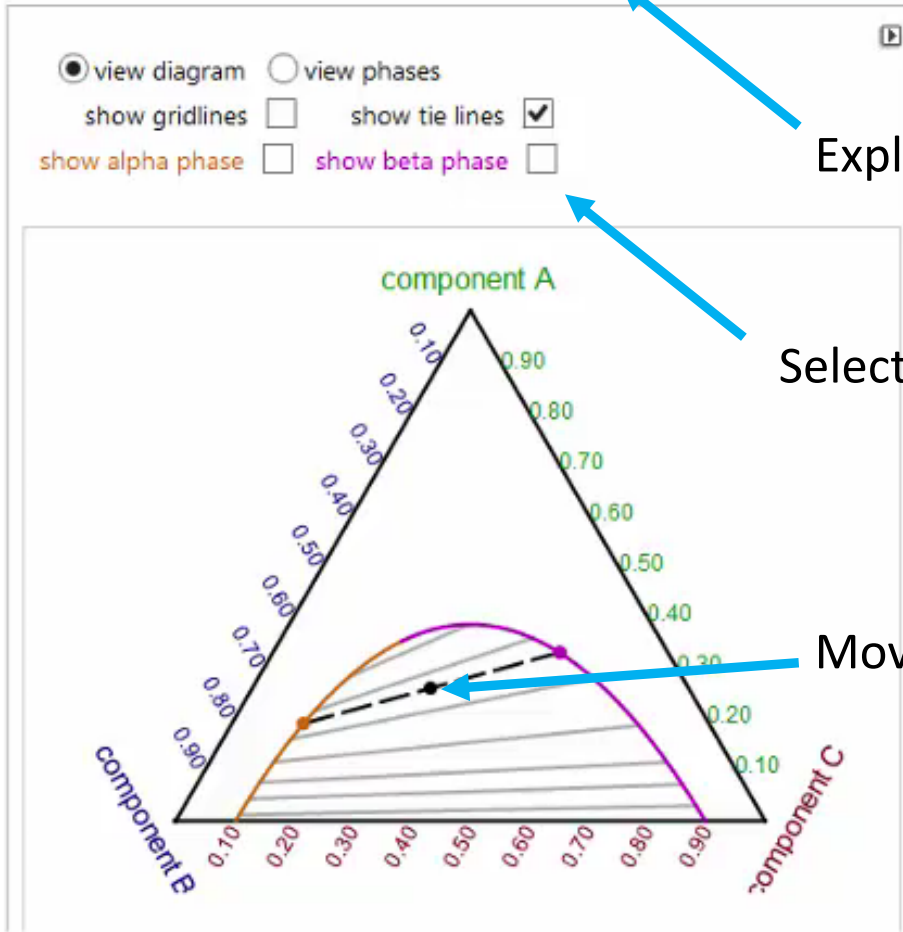 view diagram view phases
show gridlines show tie lines
Expl
show alpha phase show beta phase
component A
Select
0.10
0.20
0.30
0.40
0.50
0.60
0.70
0.80
0.90
0.90
0.80
0.70
0.60
0.50
0.40
0.30
0.20
0.10
Mov
component B
0.10 0.20 0.30 0.40 0.50 0.60 0.70 0.80 0.90
component C